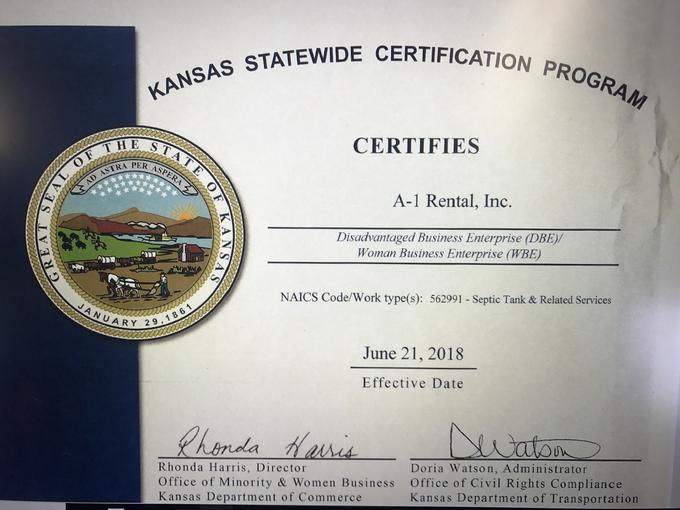 KANSAS STATEWIDE CERTIFICATION PROGRAM
CERTIFIES
A-1 Rental, Inc.
Disadvantaged Business Enterprise (DBE)/
Woman Business Enterprise (WBE)
NAICS Code/Work type(s): 562991 - Septic Tank & Related Services
June 21, 2018
Effective Date
GREAT SEAL OF THE STATE OF KANSAS
AD ASTRA PER ASPERA
JANUARY 29, 1861
Rhonda Harris
Rhonda Harris, Director
Office of Minority & Women Business
Kansas Department of Commerce
DWatson
Doria Watson, Administrator
Office of Civil Rights Compliance
Kansas Department of Transportation